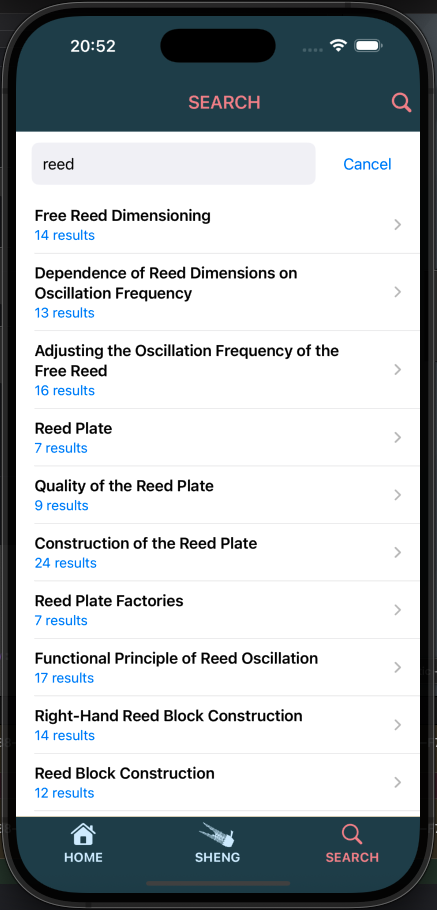 20:52
SEARCH
reed
Cancel
Free Reed Dimensioning
14 results
Dependence of Reed Dimensions on
Oscillation Frequency
13 results
Adjusting the Oscillation Frequency of the
Free Reed
16 results
Reed Plate
7 results
Quality of the Reed Plate
9 results
Construction of the Reed Plate
24 results
Reed Plate Factories
7 results
Functional Principle of Reed Oscillation
17 results
Right-Hand Reed Block Construction
14 results
Reed Block Construction
12 results
HOME
SHENG
SEARCH